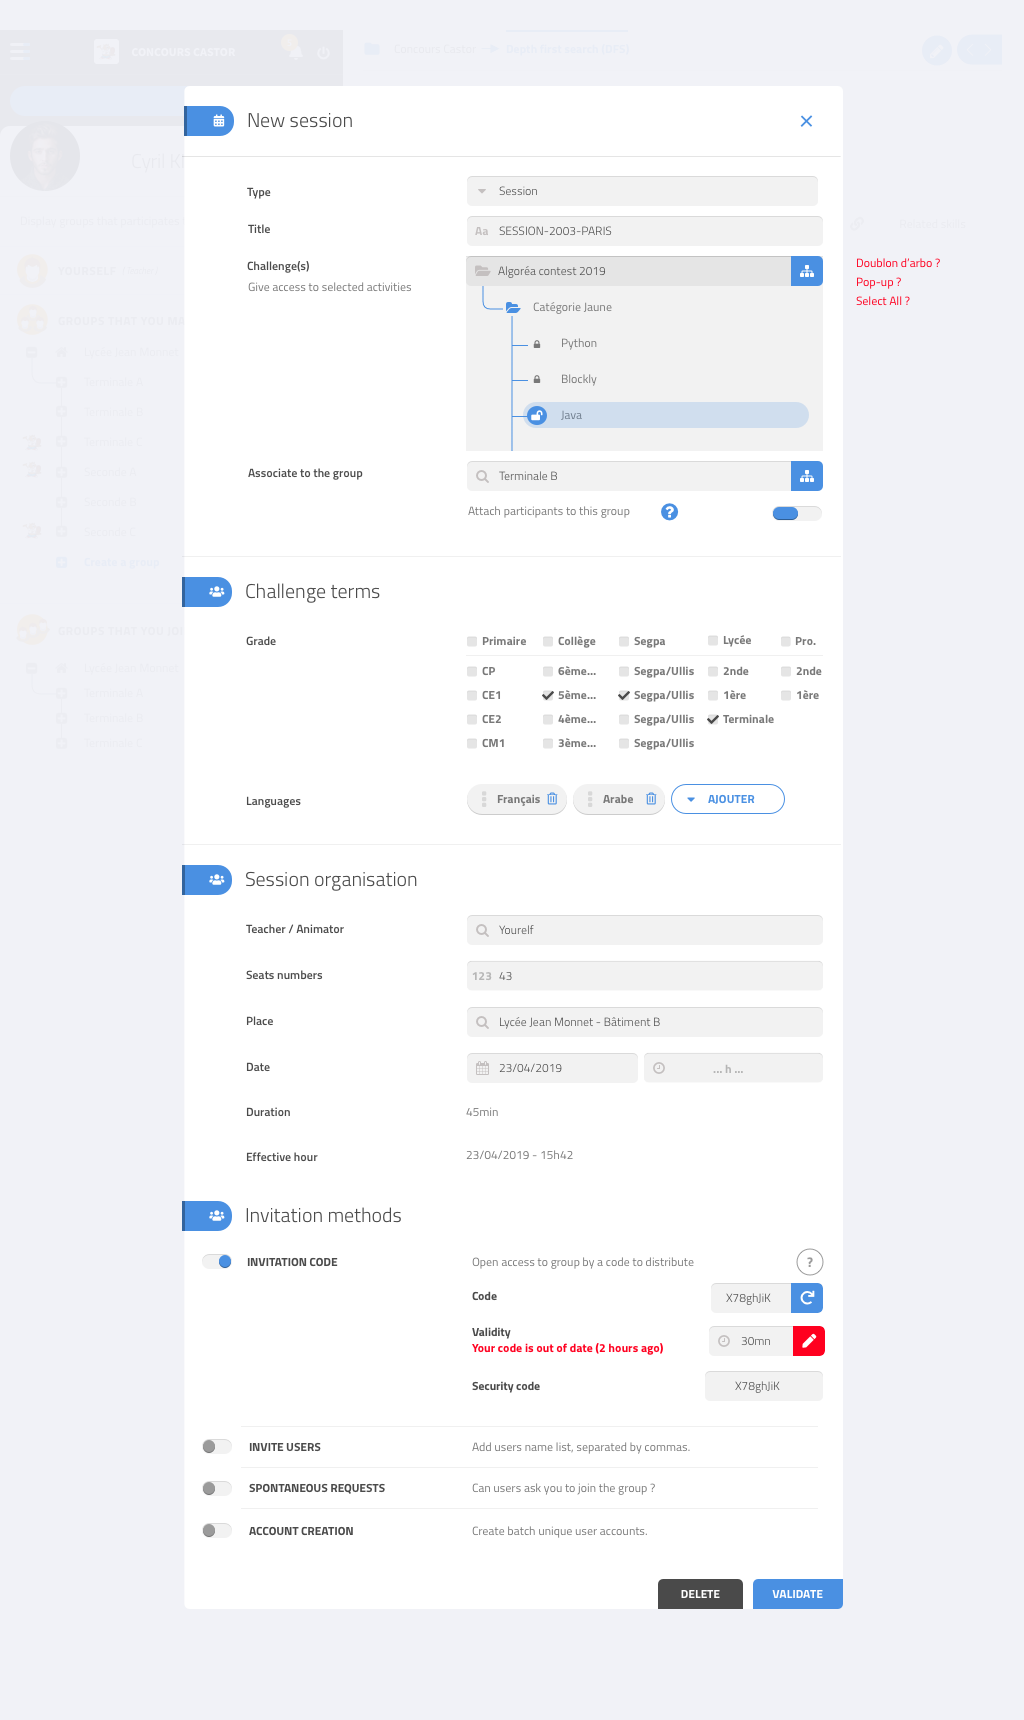 CONCOURS CASTOR
Concours Castor
New session
Cyril K
Type
Session
Title
Aa SESSION-2003-PARIS
Challenge(s)
Give access to selected activities
Algoréa contest 2019
Catégorie Jaune
Python
Blockly
Java
Doublon d'arbo ?
Pop-up ?
Select All ?
YOURSELF
Associate to the group
Terminale B
Attach participants to this group ?
Challenge terms
Grade
Primaire Collège Segpa Lycée Pro.
CP 6ème... Segpa/Ullis 2nde 2nde
CE1 5ème... Segpa/Ullis 1ère 1ère
CE2 4ème... Segpa/Ullis Terminale
CM1 3ème... Segpa/Ullis
Languages
Français Arabe AJOUTER
Session organisation
Teacher / Animator
Yourelf
Seats numbers
123 43
Place
Lycée Jean Monnet - Bâtiment B
Date
23/04/2019 ... h ...
Duration
45min
Effective hour
23/04/2019 - 15h42
Invitation methods
INVITATION CODE
Open access to group by a code to distribute ?
Code
X78ghJiK
Validity
30mn
Your code is out of date (2 hours ago)
Security code
X78ghJiK
INVITE USERS
Add users name list, separated by commas.
SPONTANEOUS REQUESTS
Can users ask you to join the group ?
ACCOUNT CREATION
Create batch unique user accounts.
DELETE VALIDATE